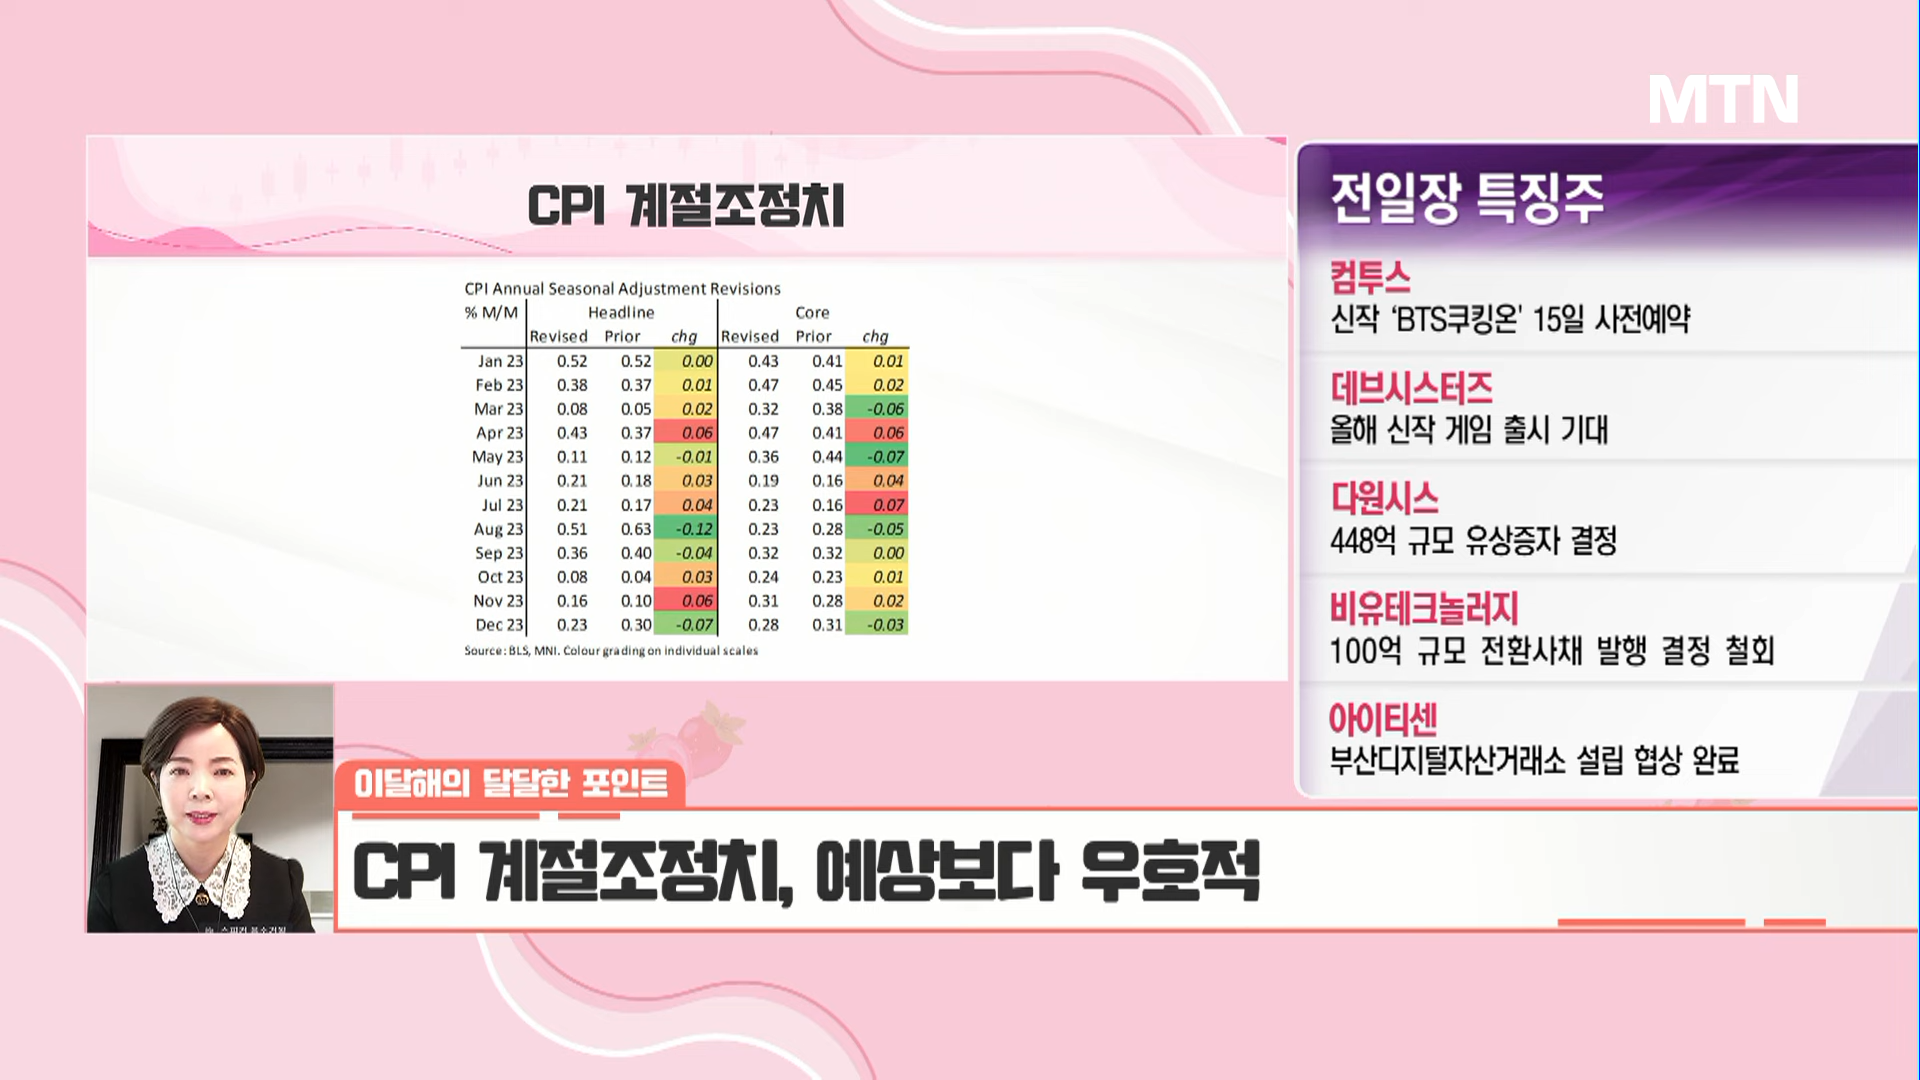 MTN
CPI 계절조정치
CPI Annual Seasonal Adjustment Revisions
% M/M Headline Core
Revised Prior chg Revised Prior chg
Jan 23 0.52 0.52 0.00 0.43 0.41 0.01
Feb 23 0.38 0.37 0.01 0.47 0.45 0.02
Mar 23 0.08 0.05 0.02 0.32 0.38 -0.06
Apr 23 0.43 0.37 0.06 0.47 0.41 0.06
May 23 0.11 0.12 -0.01 0.36 0.44 -0.07
Jun 23 0.21 0.18 0.03 0.19 0.16 0.04
Jul 23 0.21 0.17 0.04 0.23 0.16 0.07
Aug 23 0.51 0.63 -0.12 0.23 0.28 -0.05
Sep 23 0.36 0.40 -0.04 0.32 0.32 0.00
Oct 23 0.08 0.04 0.03 0.24 0.23 0.01
Nov 23 0.16 0.10 0.06 0.31 0.28 0.02
Dec 23 0.23 0.30 -0.07 0.28 0.31 -0.03
Source: BLS, MNI. Colour grading on individual scales
전일장 특징주
컴투스
신작 ‘BTS쿠킹온’ 15일 사전예약
데브시스터즈
올해 신작 게임 출시 기대
다원시스
448억 규모 유상증자 결정
비유테크놀러지
100억 규모 전환사채 발행 결정 철회
아이티센
부산디지털자산거래소 설립 협상 완료
이달해의 달달한 포인트
CPI 계절조정치, 예상보다 우호적